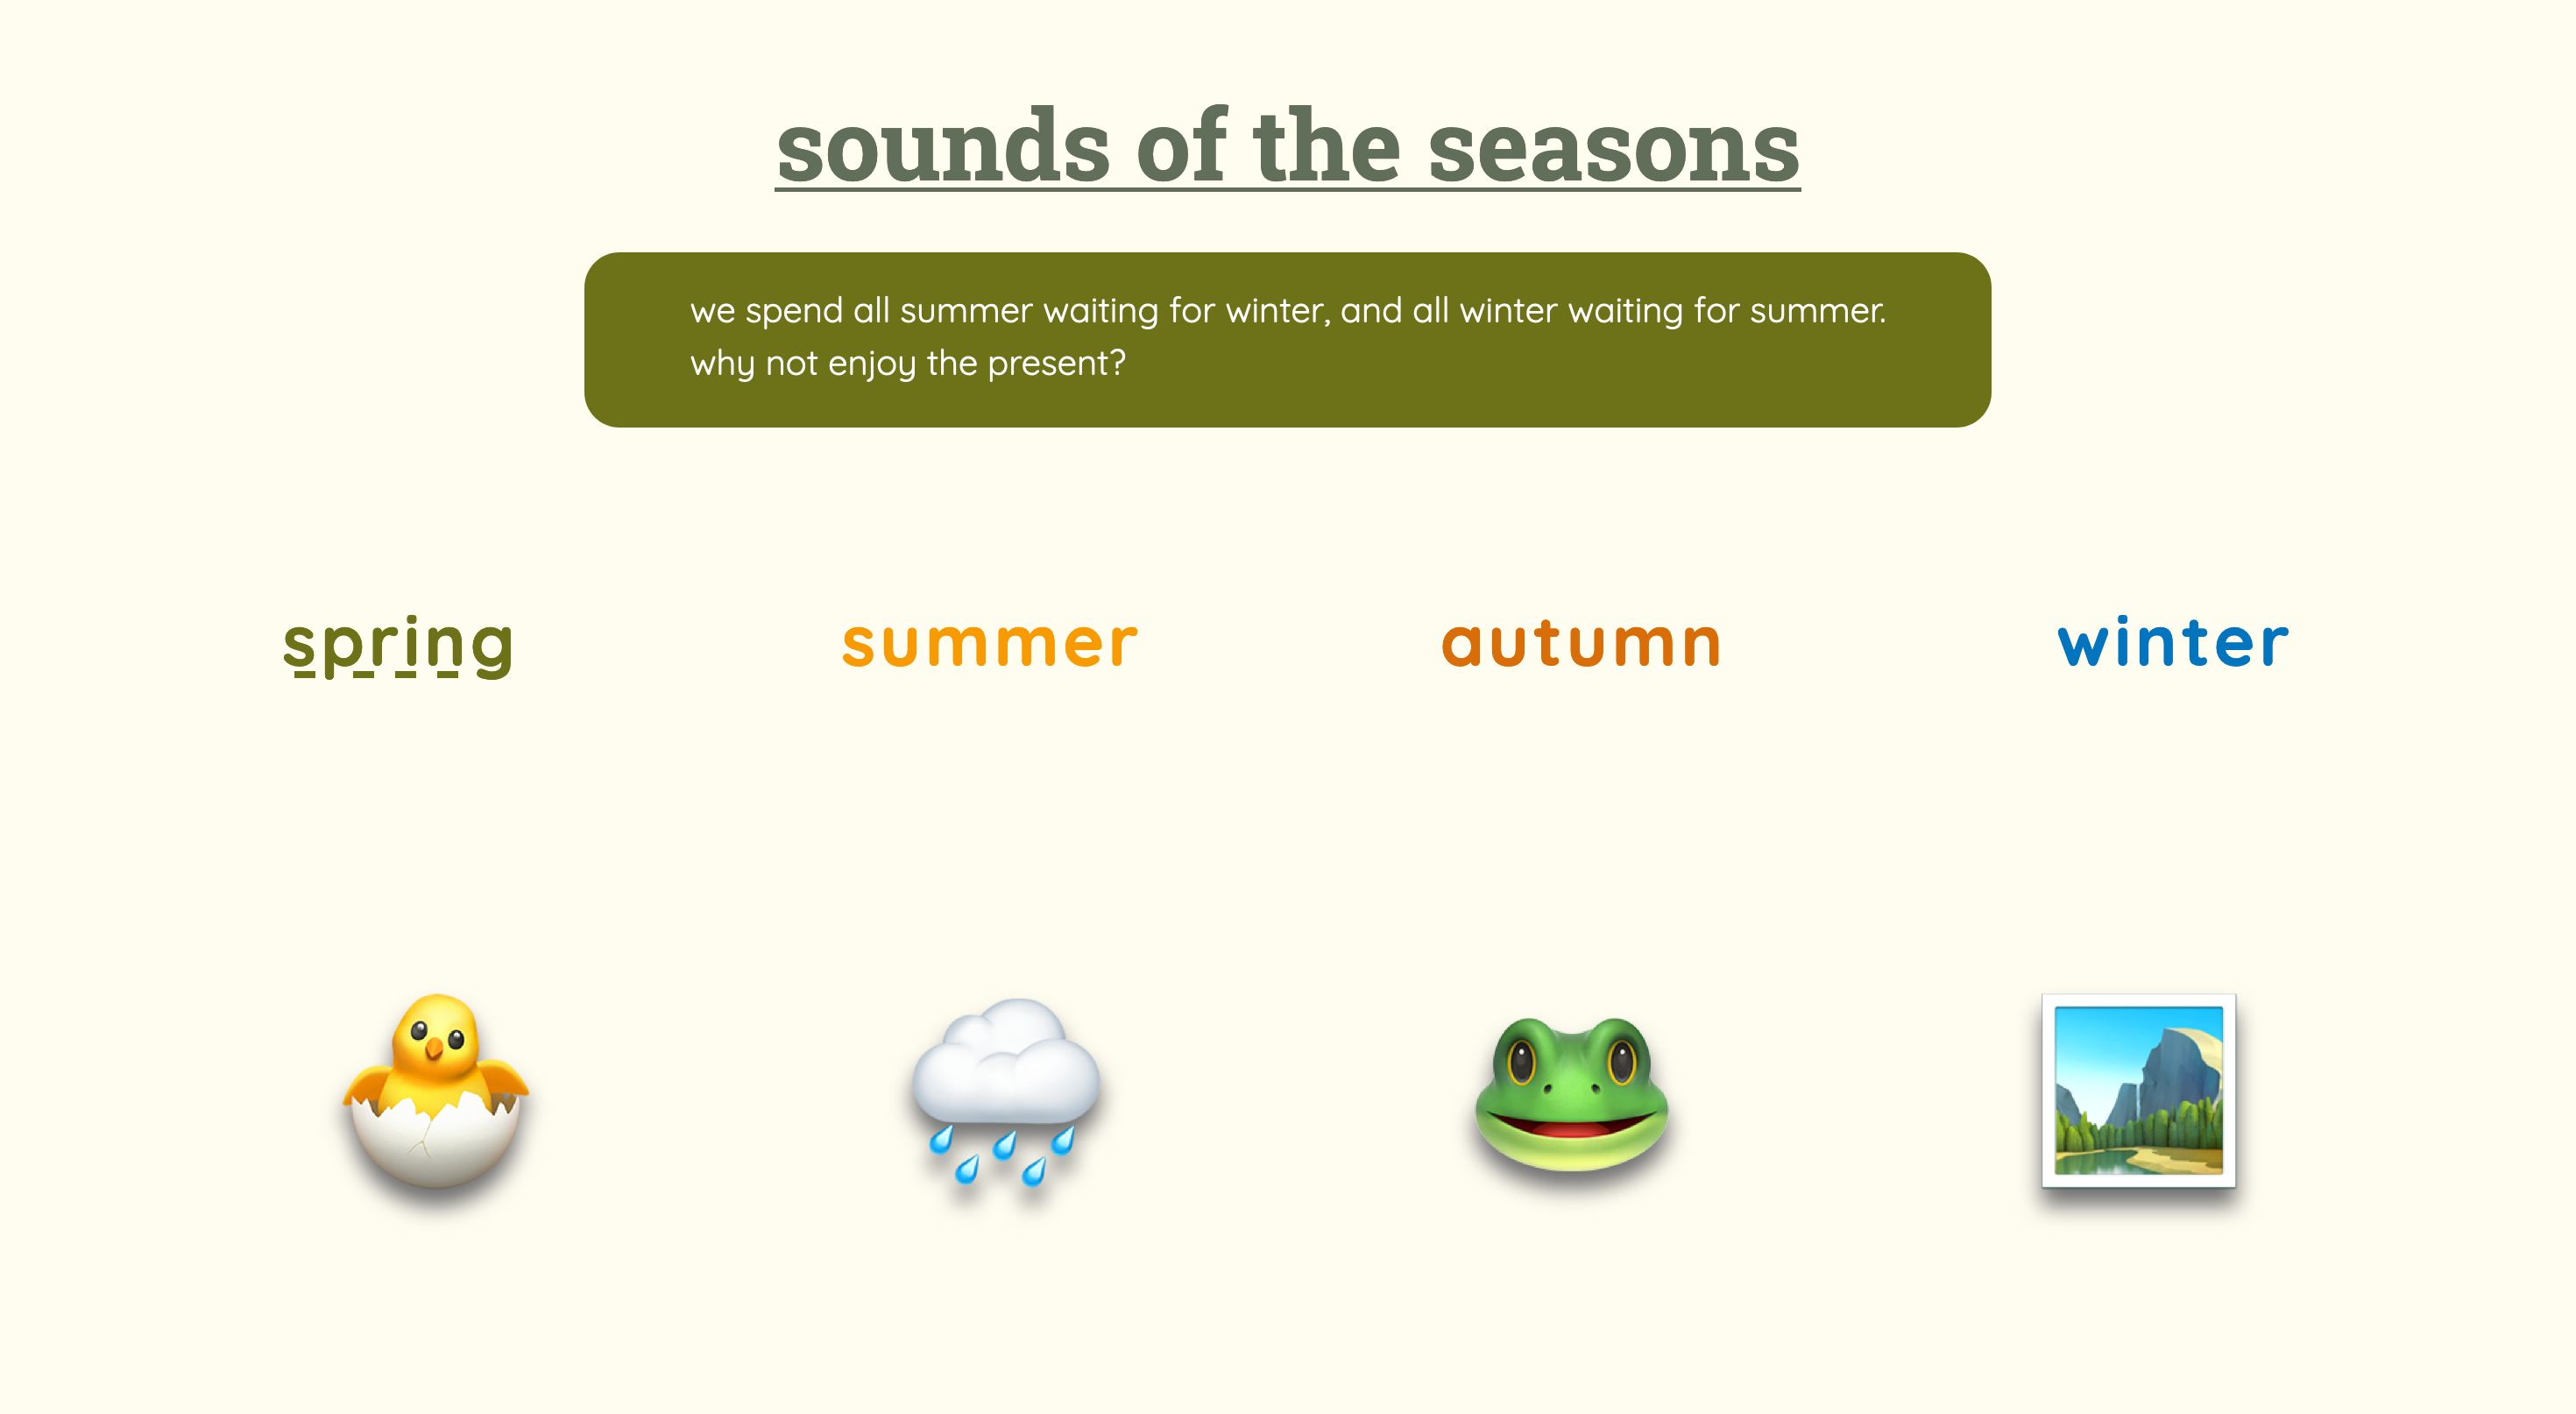 sounds of the seasons
we spend all summer waiting for winter, and all winter waiting for summer.
why not enjoy the present?
spring
summer
autumn
winter